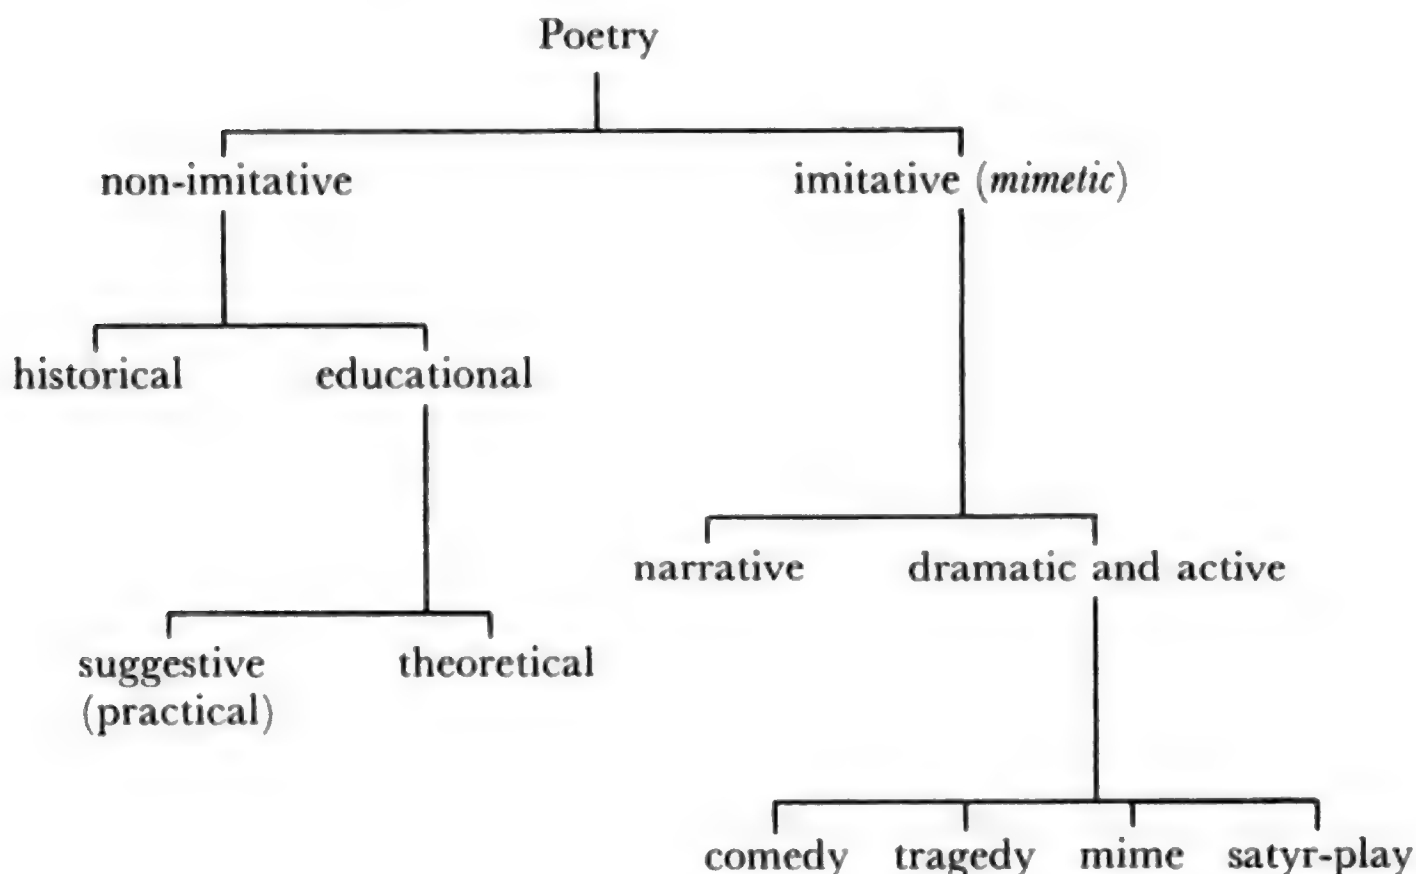 Poetry
non-imitative imitative (mimetic)
historical educational
narrative dramatic and active
suggestive theoretical
(practical)
comedy tragedy mime satyr-play